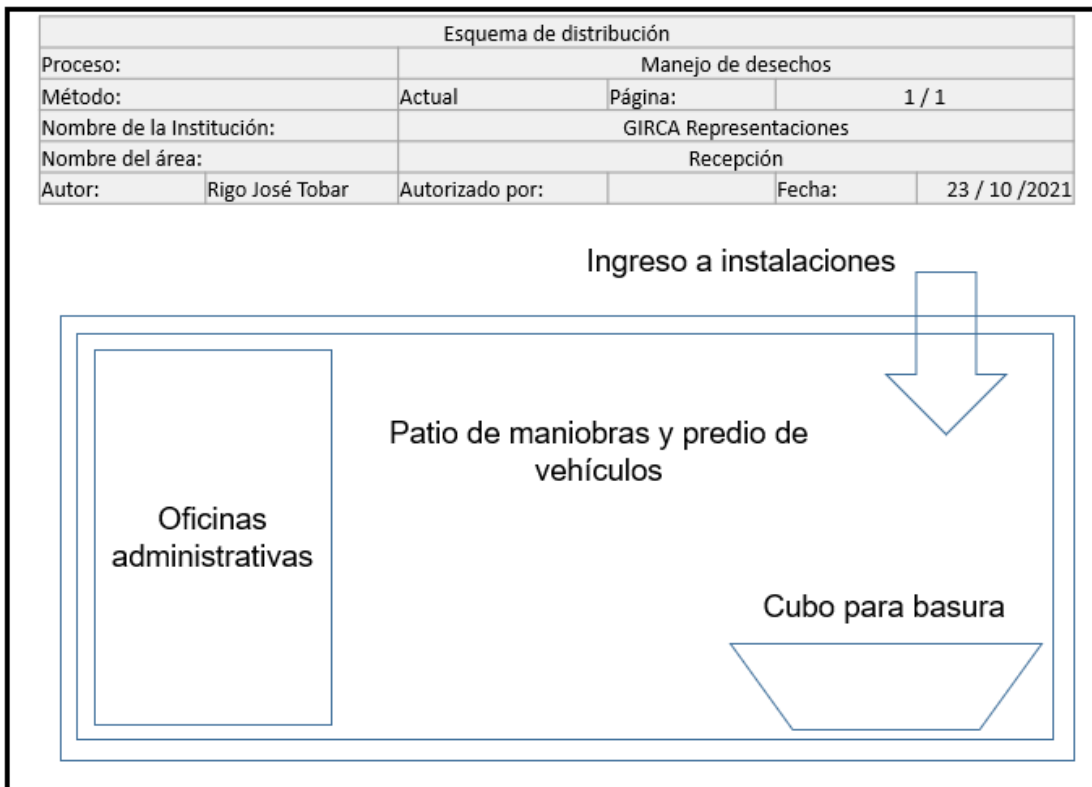 Esquema de distribución
Proceso: Manejo de desechos
Método: Actual Página: 1 / 1
Nombre de la Institución: GIRCA Representaciones
Nombre del área: Recepción
Autor: Rigo José Tobar Autorizado por: Fecha: 23 / 10 /2021
Ingreso a instalaciones
Patio de maniobras y predio de
vehículos
Oficinas
administrativas
Cubo para basura